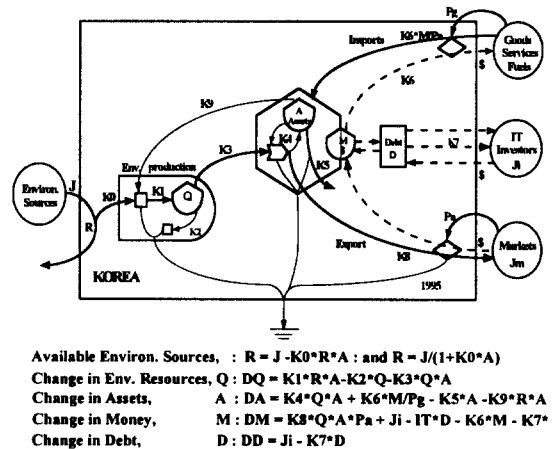 Pg
Imports
K6*M/Pg
Goods
Services
Fuels
$
K6
K9
A
Assets
K4
M
$
Debt
D
K7
IT
Investors
Ji
$
K3
K5
Env. production
Environ.
Sources
J
K0
K1
Q
R
K2
Pa
$
Markets
Jm
Export
K8
KOREA
1995
Available Environ. Sources, : R = J -K0*R*A : and R = J/(1+K0*A)
Change in Env. Resources, Q : DQ = K1*R*A-K2*Q-K3*Q*A
Change in Assets, A : DA = K4*Q*A + K6*M/Pg - K5*A -K9*R*A
Change in Money, M : DM = K8*Q*A*Pa + Ji - IT*D - K6*M - K7*
Change in Debt, D : DD = Ji - K7*D